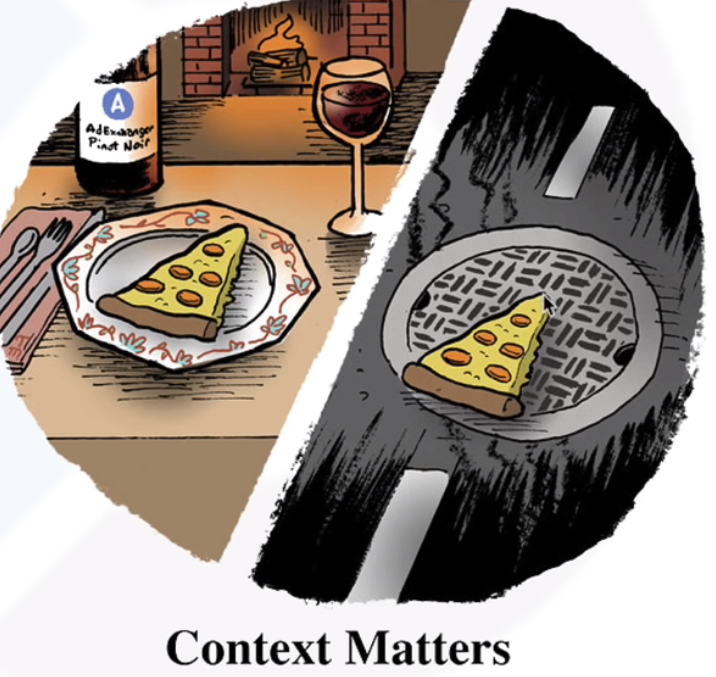 A
AdExchanger
Pinot Noir
Context Matters